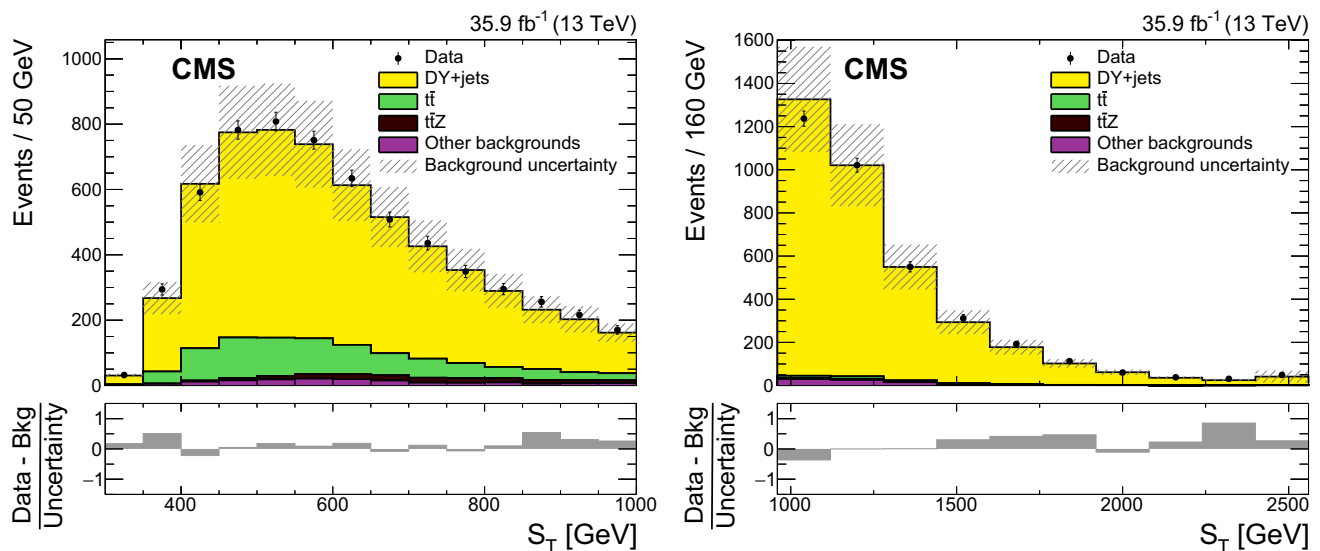 35.9 fb⁻¹ (13 TeV)
CMS
Data
DY+jets
tt̄
tt̄Z
Other backgrounds
Background uncertainty
Events / 50 GeV
1000
800
600
400
200
0
Data - Bkg
Uncertainty
1
0
−1
400 600 800 1000
S_T [GeV]
35.9 fb⁻¹ (13 TeV)
CMS
Data
DY+jets
tt̄
tt̄Z
Other backgrounds
Background uncertainty
Events / 160 GeV
1600
1400
1200
1000
800
600
400
200
0
Data - Bkg
Uncertainty
1
0
−1
1000 1500 2000 2500
S_T [GeV]